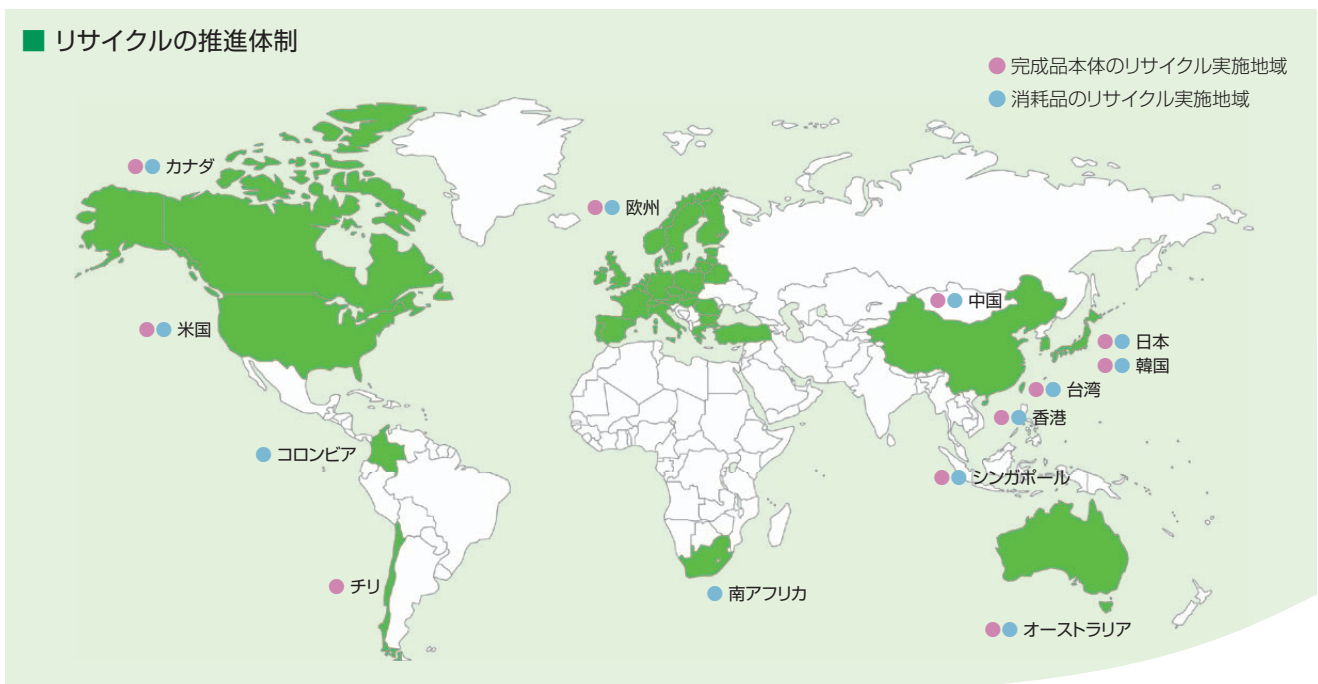 リサイクルの推進体制
完成品本体のリサイクル実施地域
消耗品のリサイクル実施地域
カナダ
欧州
中国
米国
日本
韓国
台湾
香港
コロンビア
シンガポール
チリ
南アフリカ
オーストラリア